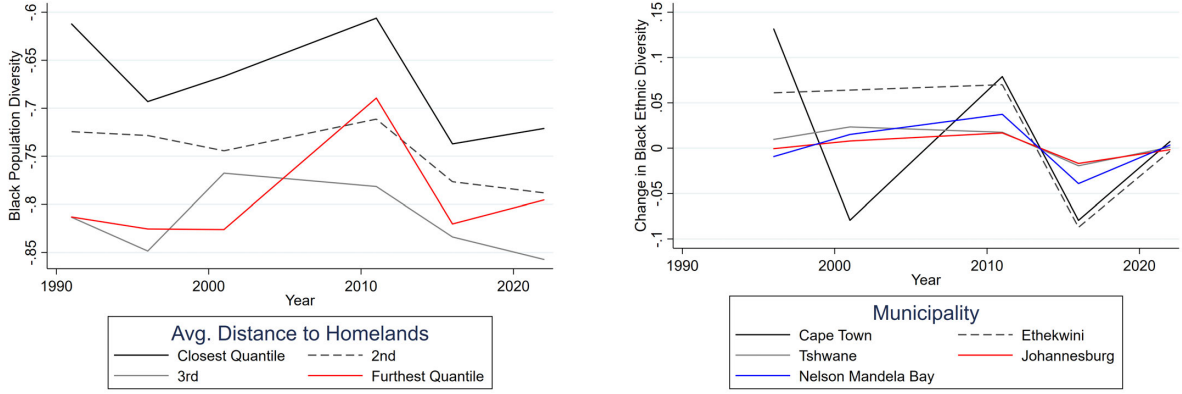 -.6
-.65
-.7
-.75
-.8
-.85
Black Population Diversity
1990 2000 2010 2020
Year
Avg. Distance to Homelands
Closest Quantile 2nd
3rd Furthest Quantile
.15
.1
.05
0
-.05
-.1
Change in Black Ethnic Diversity
1990 2000 2010 2020
Year
Municipality
Cape Town Ethekwini
Tshwane Johannesburg
Nelson Mandela Bay